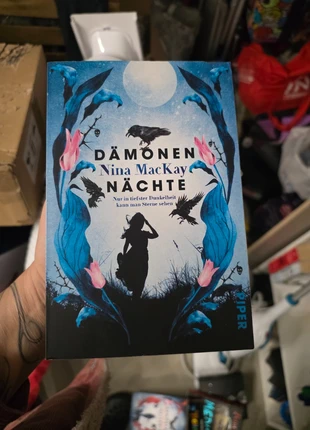 DÄMONEN
Nina MacKay
NÄCHTE
Nur in tiefster Dunkelheit
kann man Sterne sehen
PIPER